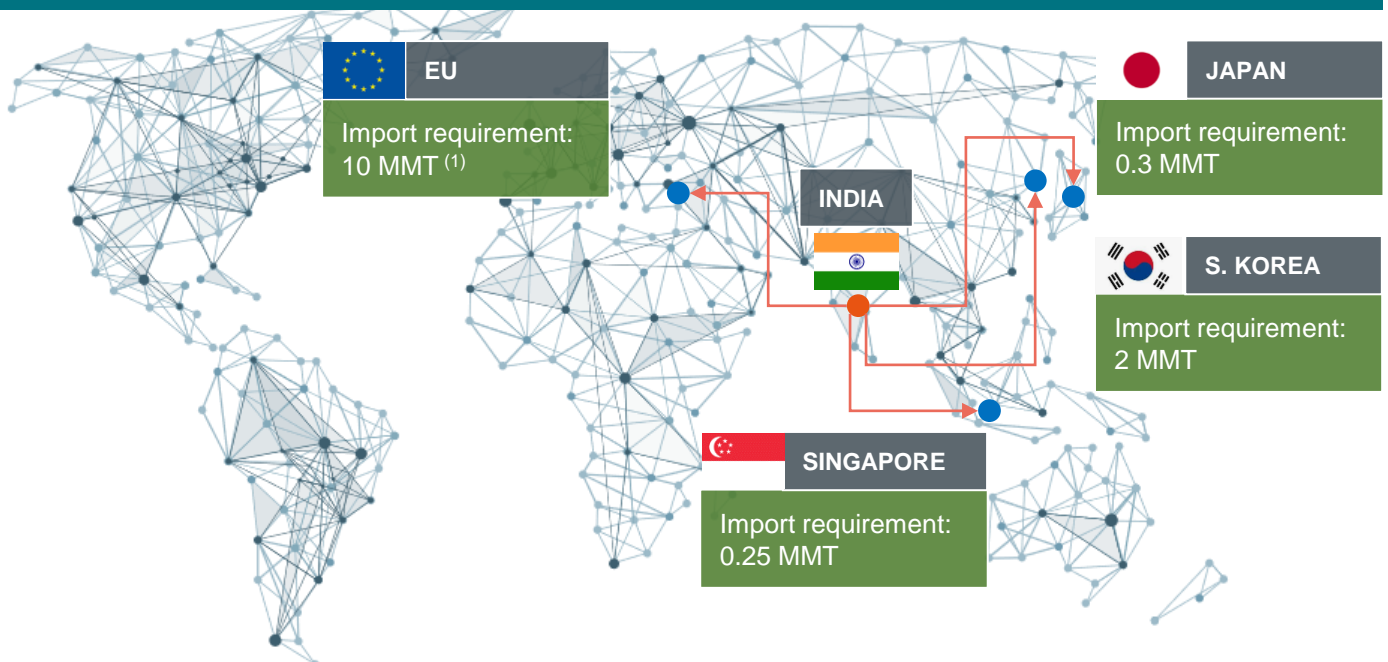 EU
Import requirement:
10 MMT (1)
JAPAN
Import requirement:
0.3 MMT
INDIA
S. KOREA
Import requirement:
2 MMT
SINGAPORE
Import requirement:
0.25 MMT